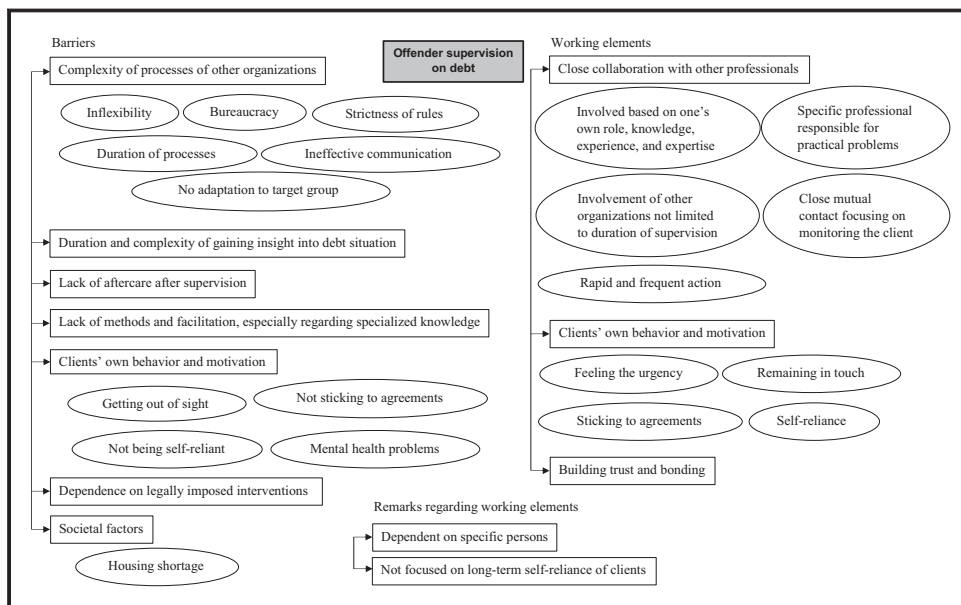 Offender supervision
on debt
Barriers
Complexity of processes of other organizations
Inflexibility
Bureaucracy
Strictness of rules
Duration of processes
Ineffective communication
No adaptation to target group
Duration and complexity of gaining insight into debt situation
Lack of aftercare after supervision
Lack of methods and facilitation, especially regarding specialized knowledge
Clients’ own behavior and motivation
Getting out of sight
Not sticking to agreements
Not being self-reliant
Mental health problems
Dependence on legally imposed interventions
Societal factors
Housing shortage
Working elements
Close collaboration with other professionals
Involved based on one’s
own role, knowledge,
experience, and expertise
Specific professional
responsible for
practical problems
Involvement of other
organizations not limited
to duration of supervision
Close mutual
contact focusing on
monitoring the client
Rapid and frequent action
Clients’ own behavior and motivation
Feeling the urgency
Remaining in touch
Sticking to agreements
Self-reliance
Building trust and bonding
Remarks regarding working elements
Dependent on specific persons
Not focused on long-term self-reliance of clients